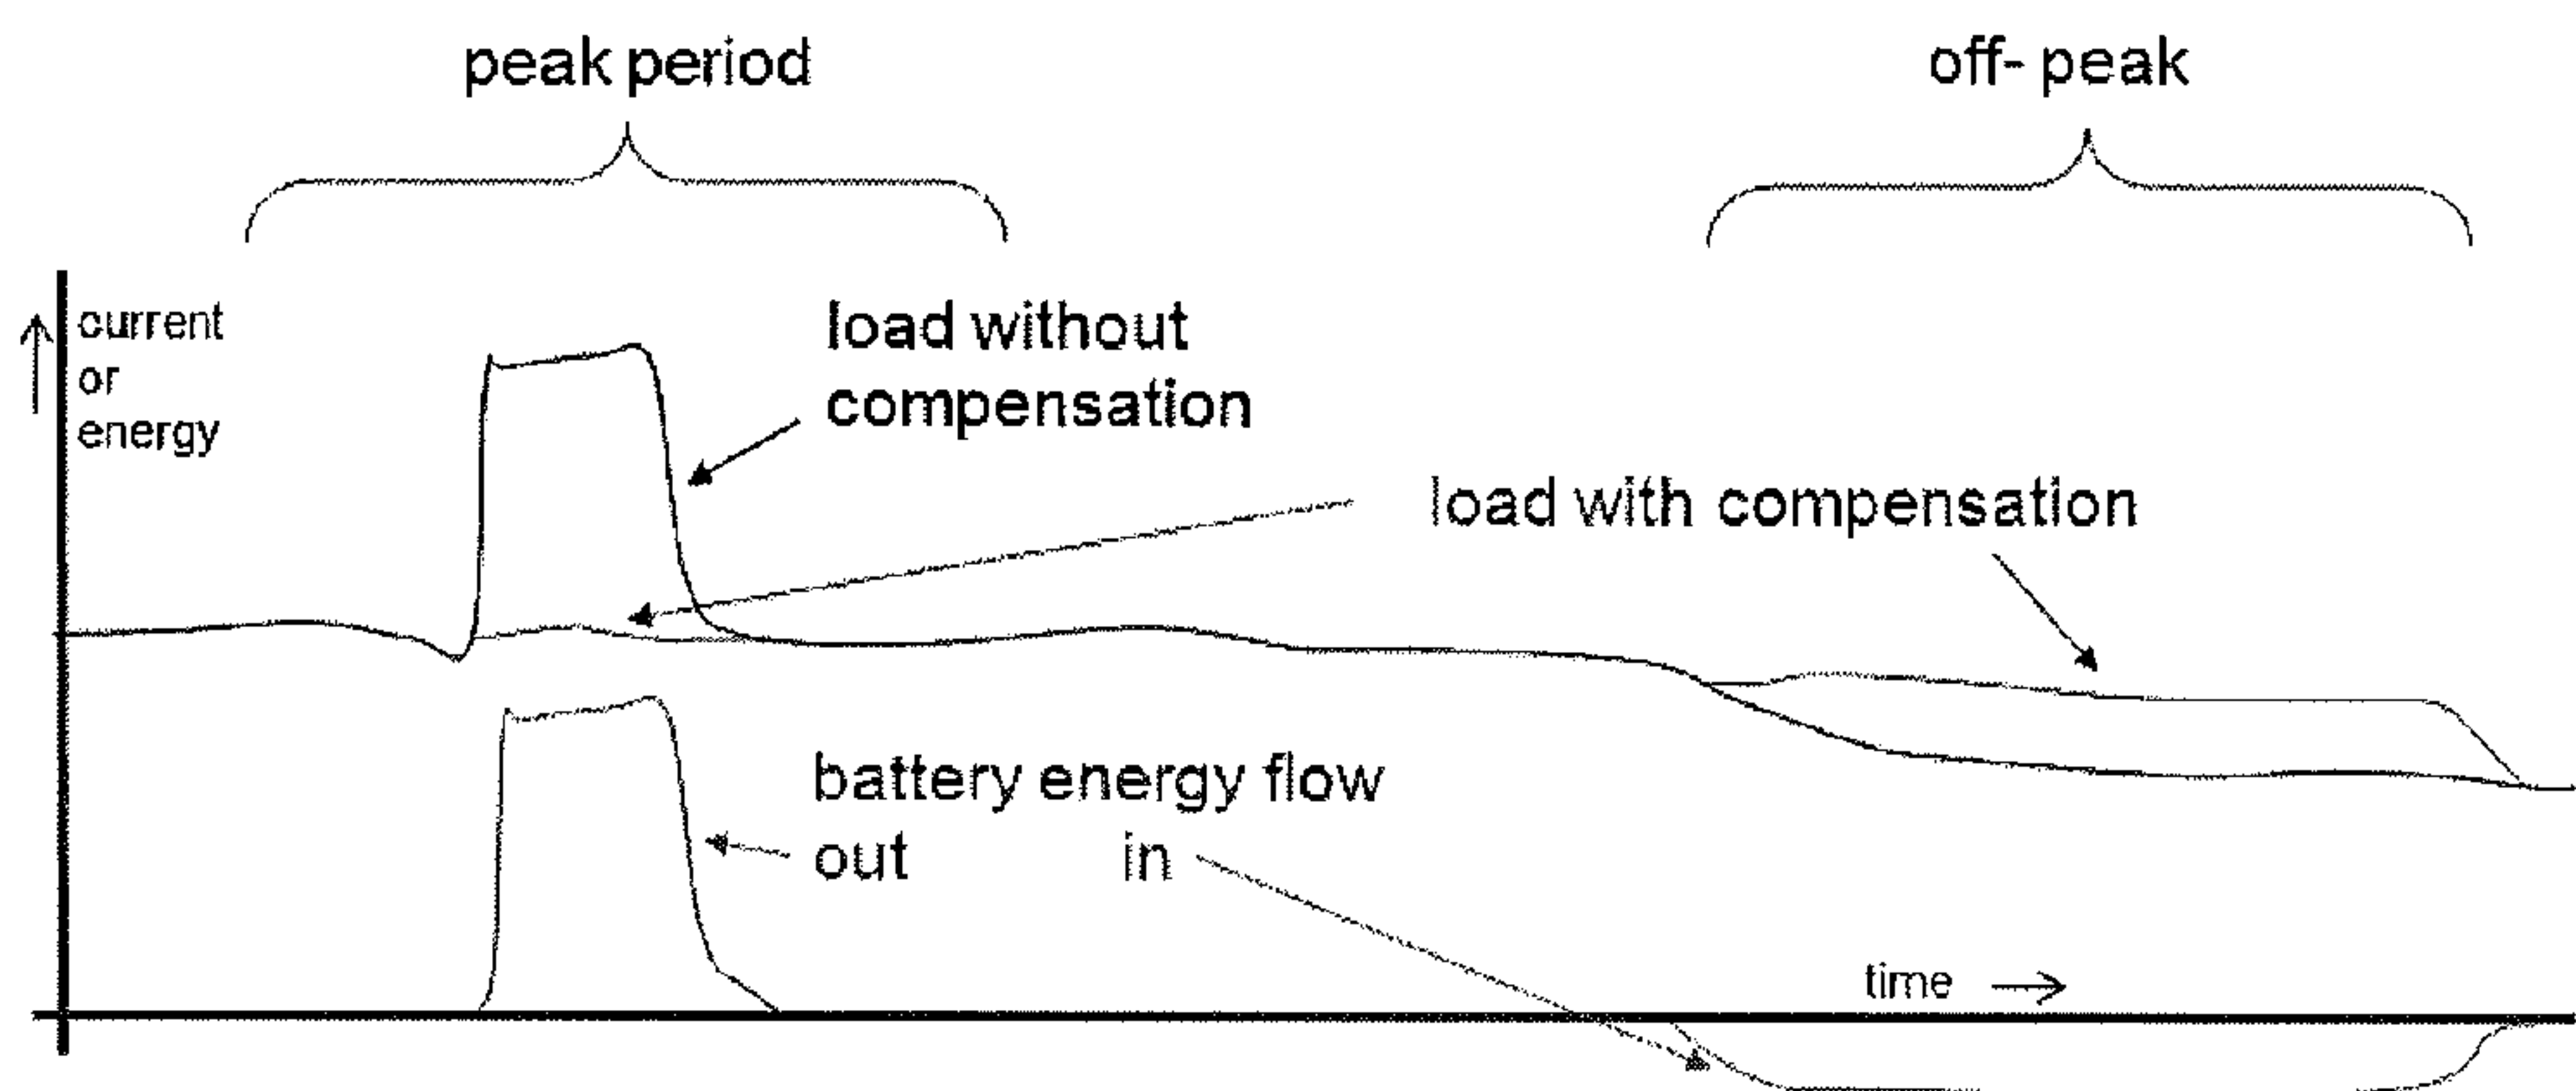 peak period
off- peak
current
or
energy
load without
compensation
load with compensation
battery energy flow
out in
time